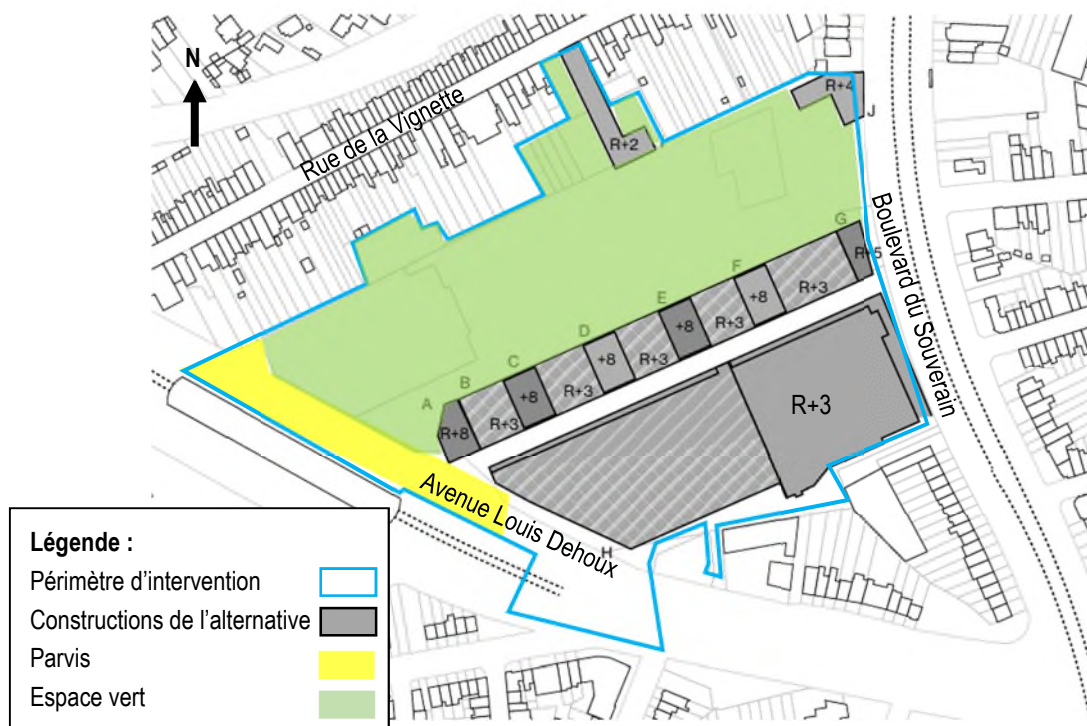 N
Rue de la Vignette
R+2
R+4
J
Boulevard du Souverain
G
R+5
F
+8
R+3
E
+8
R+3
D
+8
R+3
C
+8
R+3
B
A
R+8
R+3
R+3
Avenue Louis Dehoux
H
Légende :
Périmètre d’intervention
Constructions de l’alternative
Parvis
Espace vert